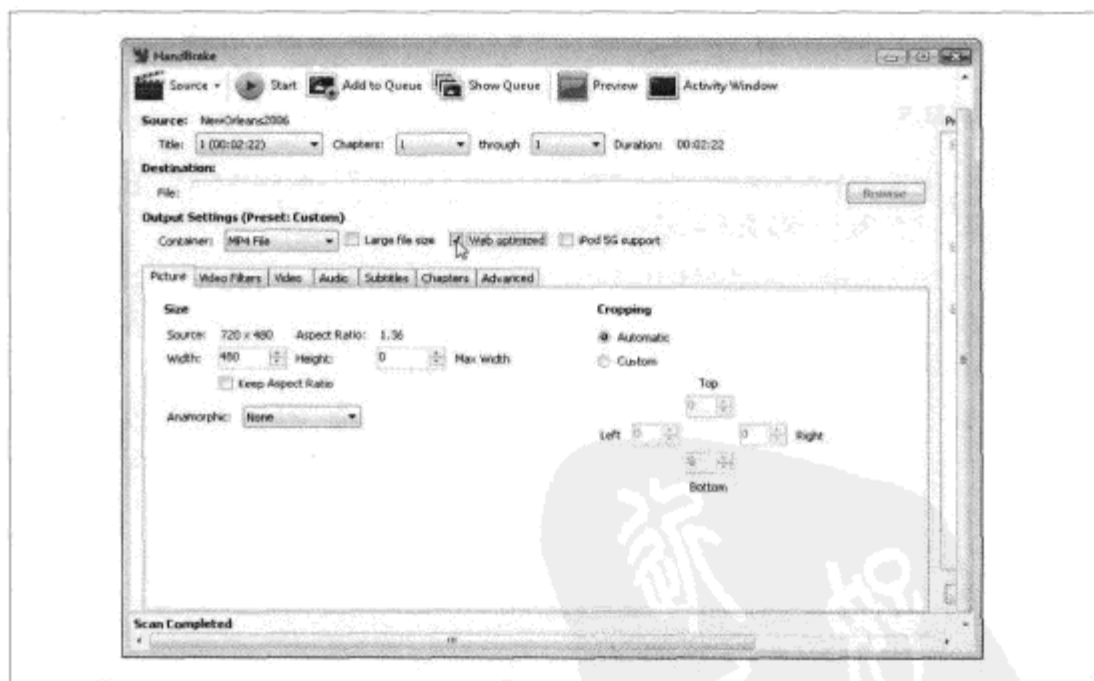 HandBrake
Source Start Add to Queue Show Queue Preview Activity Window
Source: NewOrleans2006
Title: 1 (00:02:22) Chapters: 1 through 1 Duration: 00:02:22
Destination:
File: Browse
Output Settings (Preset: Custom)
Container: MP4 File Large file size Web optimized iPod 5G support
Picture Video Filters Video Audio Subtitles Chapters Advanced
Size Cropping
Source: 720 x 480 Aspect Ratio: 1.36 Automatic
Width: 480 Height: 0 Max Width Custom
Keep Aspect Ratio Top
0
Anamorphic: None
Left 0 0 Right
0
Bottom
Scan Completed